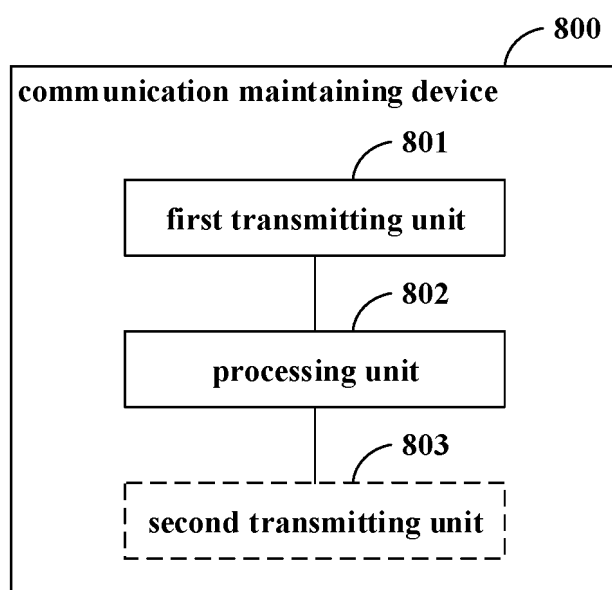 800
communication maintaining device
801
first transmitting unit
802
processing unit
803
second transmitting unit